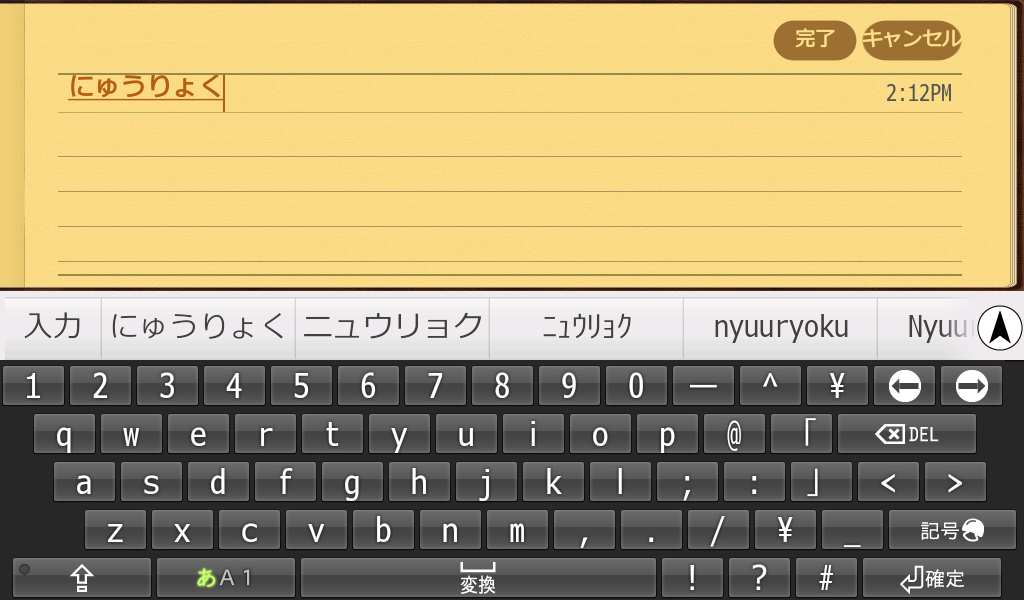 完了 キャンセル
にゅうりょく 2:12PM
入力 にゅうりょく ニュウリョク ﾆｭｳﾘｮｸ nyuuryoku Nyuu
1 2 3 4 5 6 7 8 9 0 ー ^ ¥
q w e r t y u i o p @ 「 DEL
a s d f g h j k l ; : 」 < >
z x c v b n m , . / ¥ _ 記号
あA1 変換 ! ? # 確定